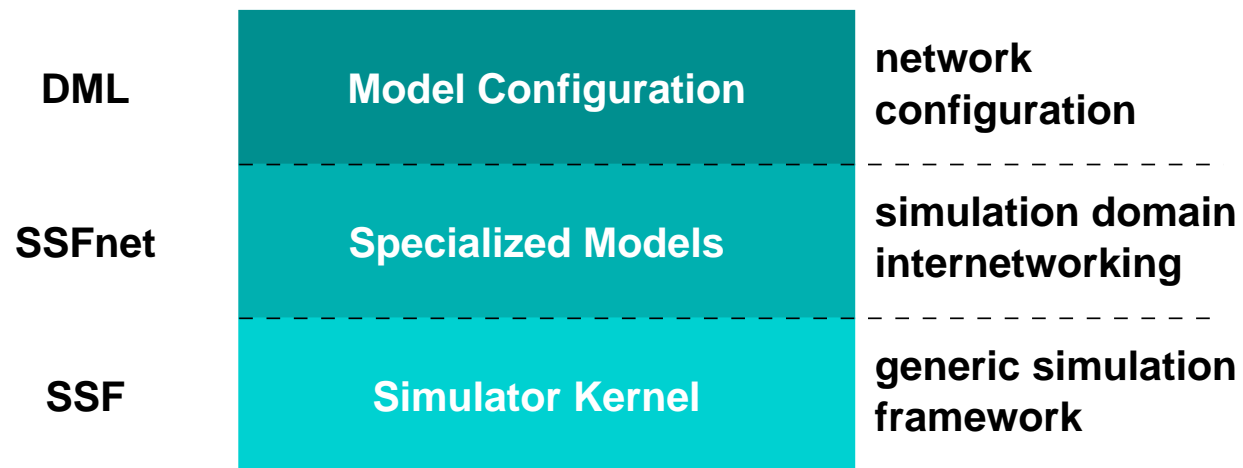 DML
Model Configuration
network
configuration
SSFnet
Specialized Models
simulation domain
internetworking
SSF
Simulator Kernel
generic simulation
framework